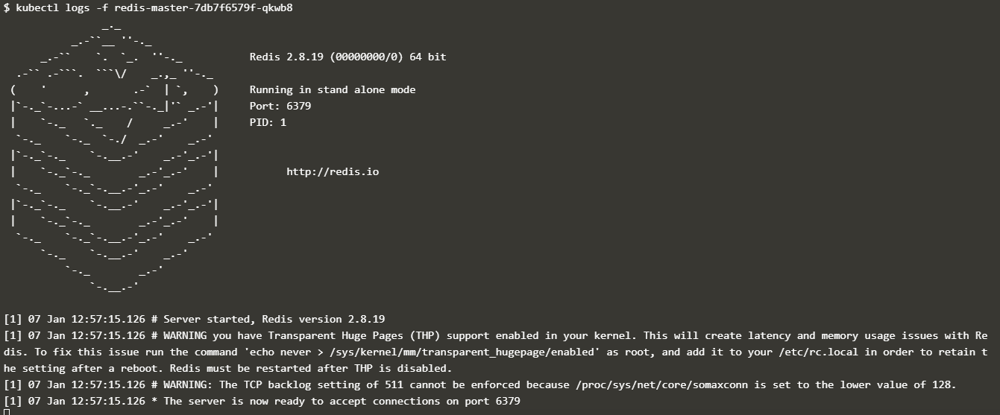 $ kubectl logs -f redis-master-7db7f6579f-qkwb8
                _._
           _.-``__ ''-._
      _.-``    `.  `_.  ''-._           Redis 2.8.19 (00000000/0) 64 bit
  .-`` .-```.  ```\/    _.,_ ''-._
 (    '      ,       .-`  | `,    )     Running in stand alone mode
 |`-._`-...-` __...-.``-._|'` _.-'|     Port: 6379
 |    `-._   `._    /     _.-'    |     PID: 1
  `-._    `-._  `-./  _.-'    _.-'
 |`-._`-._    `-.__.-'    _.-'_.-'|
 |    `-._`-._        _.-'_.-'    |           http://redis.io
  `-._    `-._`-.__.-'_.-'    _.-'
 |`-._`-._    `-.__.-'    _.-'_.-'|
 |    `-._`-._        _.-'_.-'    |
  `-._    `-._`-.__.-'_.-'    _.-'
      `-._    `-.__.-'    _.-'
          `-._        _.-'
              `-.__.-'
[1] 07 Jan 12:57:15.126 # Server started, Redis version 2.8.19
[1] 07 Jan 12:57:15.126 # WARNING you have Transparent Huge Pages (THP) support enabled in your kernel. This will create latency and memory usage issues with Re
dis. To fix this issue run the command 'echo never > /sys/kernel/mm/transparent_hugepage/enabled' as root, and add it to your /etc/rc.local in order to retain t
he setting after a reboot. Redis must be restarted after THP is disabled.
[1] 07 Jan 12:57:15.126 # WARNING: The TCP backlog setting of 511 cannot be enforced because /proc/sys/net/core/somaxconn is set to the lower value of 128.
[1] 07 Jan 12:57:15.126 * The server is now ready to accept connections on port 6379